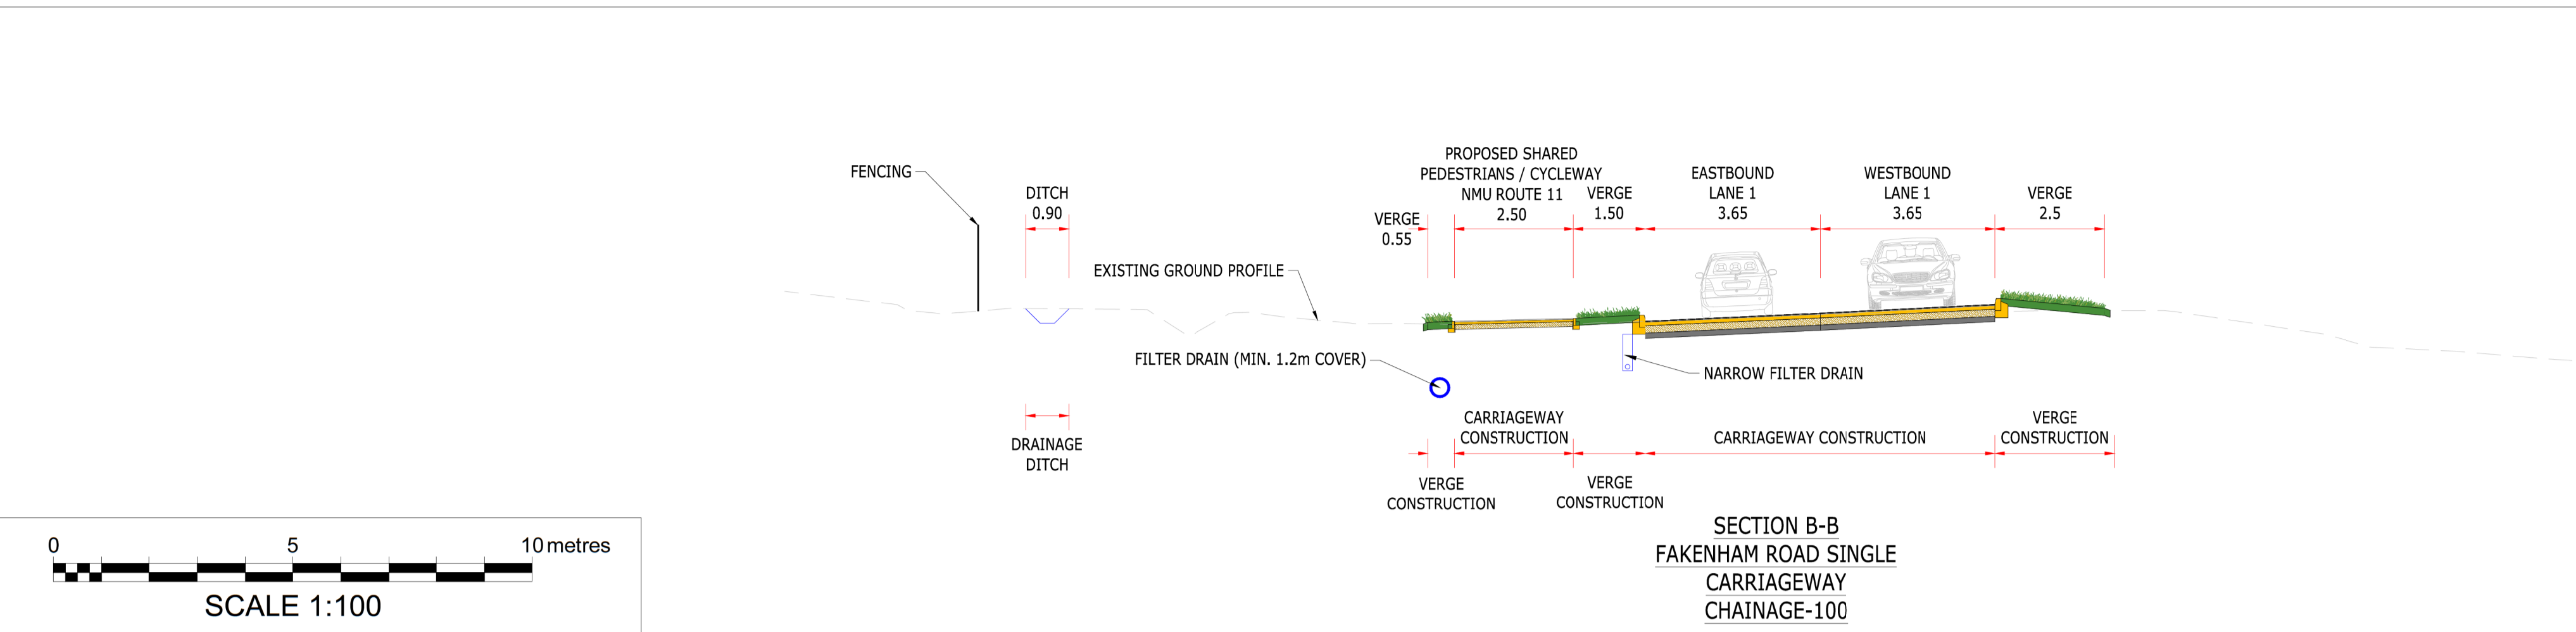 FENCING
DITCH
0.90
EXISTING GROUND PROFILE
VERGE
0.55
PROPOSED SHARED
PEDESTRIANS / CYCLEWAY
NMU ROUTE 11
2.50
VERGE
1.50
EASTBOUND
LANE 1
3.65
WESTBOUND
LANE 1
3.65
VERGE
2.5
FILTER DRAIN (MIN. 1.2m COVER)
NARROW FILTER DRAIN
DRAINAGE
DITCH
VERGE
CONSTRUCTION
CARRIAGEWAY
CONSTRUCTION
VERGE
CONSTRUCTION
CARRIAGEWAY CONSTRUCTION
VERGE
CONSTRUCTION
SECTION B-B
FAKENHAM ROAD SINGLE
CARRIAGEWAY
CHAINAGE-100
0 5 10 metres
SCALE 1:100